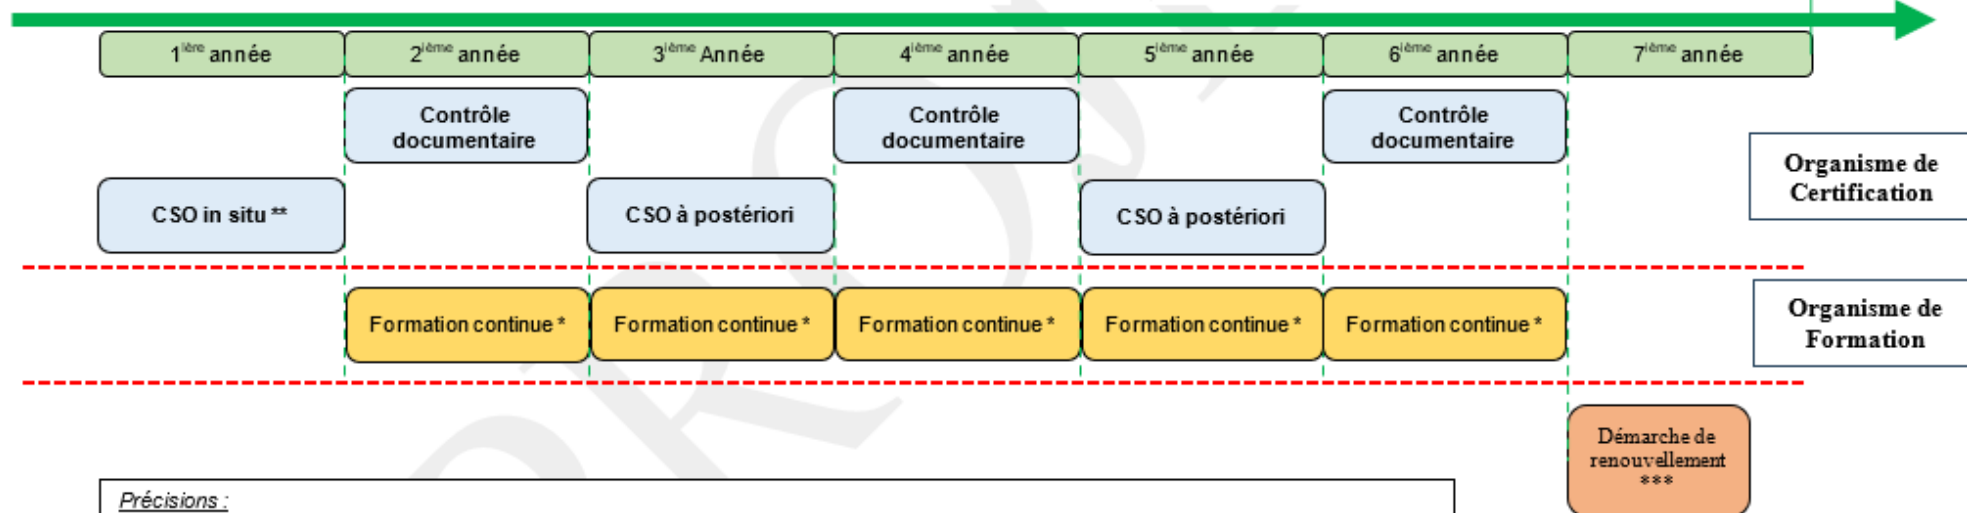 1ière année
2ième année
3ième Année
4ième année
5ième année
6ième année
7ième année
Contrôle
documentaire
Contrôle
documentaire
Contrôle
documentaire
Organisme de
Certification
CSO in situ **
CSO à postériori
CSO à postériori
Formation continue *
Formation continue *
Formation continue *
Formation continue *
Formation continue *
Organisme de
Formation
Démarche de
renouvellement
***
Précisions :